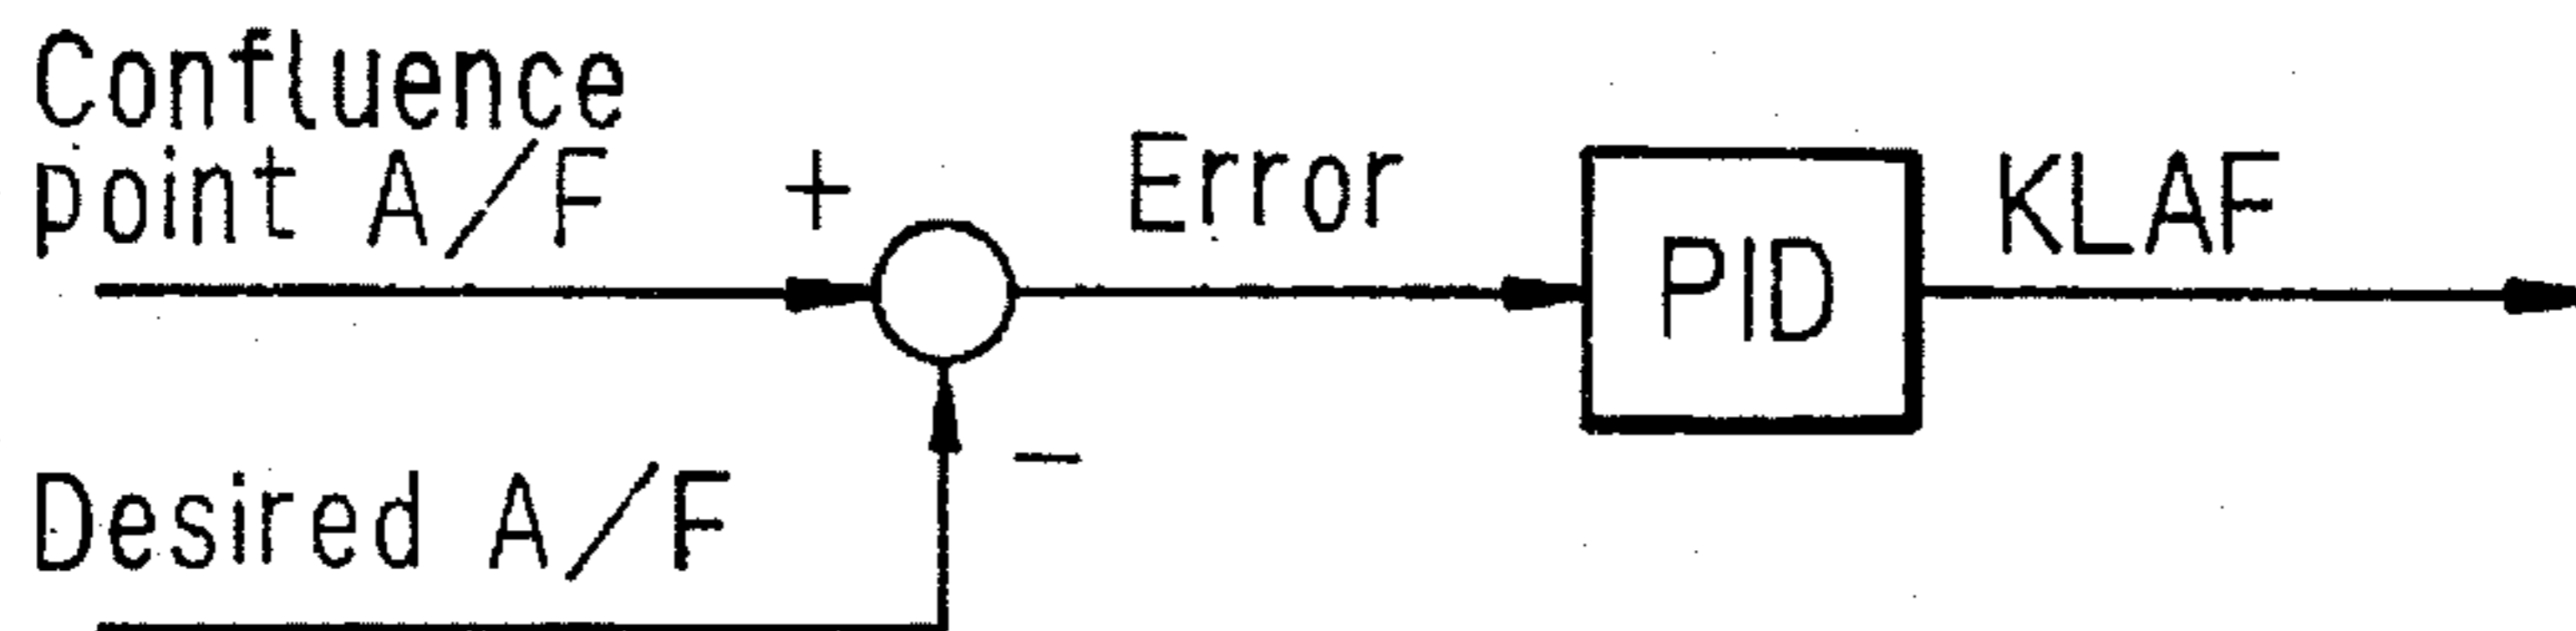 Confluence
point A/F
+
Error
PID
KLAF
Desired A/F
−